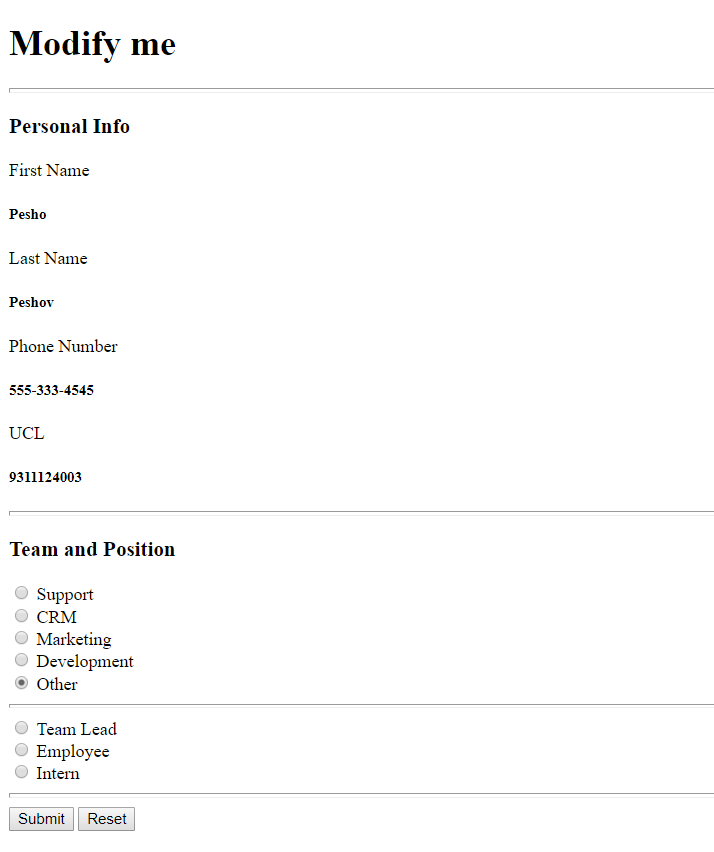 Modify me
Personal Info
First Name
Pesho
Last Name
Peshov
Phone Number
555-333-4545
UCL
9311124003
Team and Position
Support
CRM
Marketing
Development
Other
Team Lead
Employee
Intern
Submit Reset